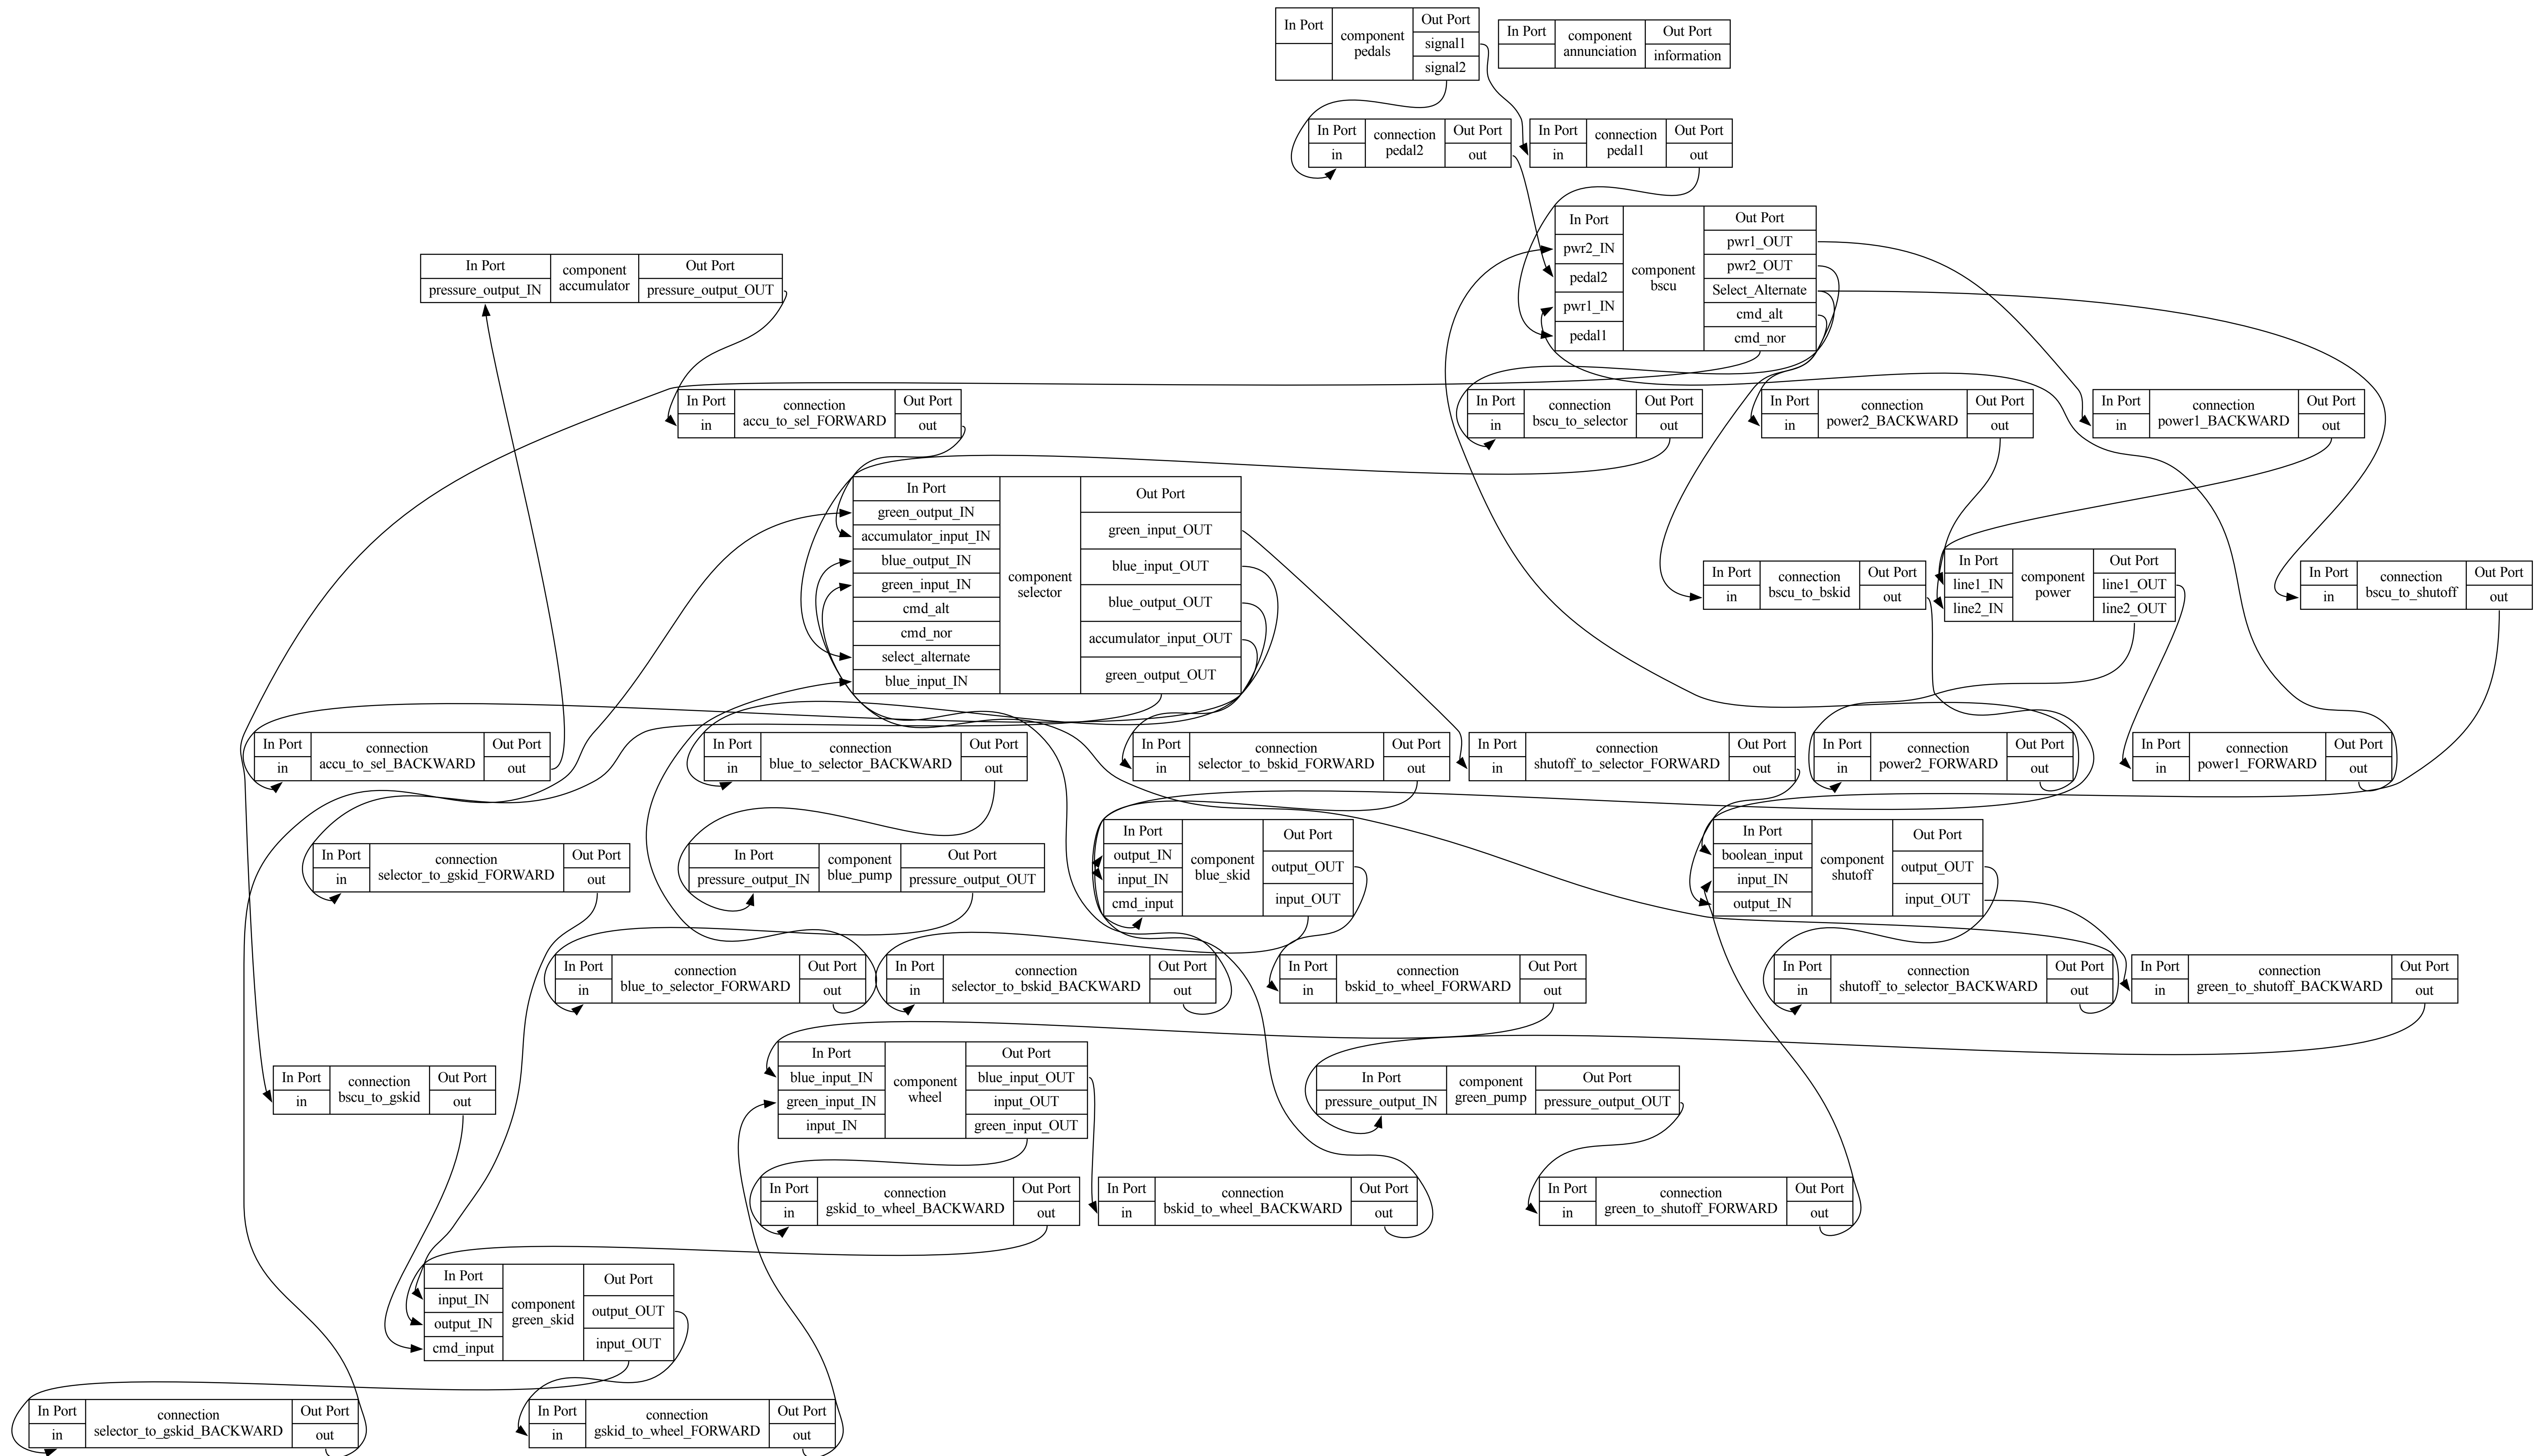 In Port
component
pedals
Out Port
signal1
signal2
In Port
component
annunciation
Out Port
information
In Port
in
connection
pedal2
Out Port
out
In Port
in
connection
pedal1
Out Port
out
In Port
pwr2_IN
pedal2
pwr1_IN
pedal1
component
bscu
Out Port
pwr1_OUT
pwr2_OUT
Select_Alternate
cmd_alt
cmd_nor
In Port
pressure_output_IN
component
accumulator
Out Port
pressure_output_OUT
In Port
in
connection
accu_to_sel_FORWARD
Out Port
out
In Port
in
connection
bscu_to_selector
Out Port
out
In Port
in
connection
power2_BACKWARD
Out Port
out
In Port
in
connection
power1_BACKWARD
Out Port
out
In Port
green_output_IN
accumulator_input_IN
blue_output_IN
green_input_IN
cmd_alt
cmd_nor
select_alternate
blue_input_IN
component
selector
Out Port
green_input_OUT
blue_input_OUT
blue_output_OUT
accumulator_input_OUT
green_output_OUT
In Port
in
connection
bscu_to_bskid
Out Port
out
In Port
line1_IN
line2_IN
component
power
Out Port
line1_OUT
line2_OUT
In Port
in
connection
bscu_to_shutoff
Out Port
out
In Port
in
connection
accu_to_sel_BACKWARD
Out Port
out
In Port
in
connection
blue_to_selector_BACKWARD
Out Port
out
In Port
in
connection
selector_to_bskid_FORWARD
Out Port
out
In Port
in
connection
shutoff_to_selector_FORWARD
Out Port
out
In Port
in
connection
power2_FORWARD
Out Port
out
In Port
in
connection
power1_FORWARD
Out Port
out
In Port
in
connection
selector_to_gskid_FORWARD
Out Port
out
In Port
pressure_output_IN
component
blue_pump
Out Port
pressure_output_OUT
In Port
output_IN
input_IN
cmd_input
component
blue_skid
Out Port
output_OUT
input_OUT
In Port
boolean_input
input_IN
output_IN
component
shutoff
Out Port
output_OUT
input_OUT
In Port
in
connection
blue_to_selector_FORWARD
Out Port
out
In Port
in
connection
selector_to_bskid_BACKWARD
Out Port
out
In Port
in
connection
bskid_to_wheel_FORWARD
Out Port
out
In Port
in
connection
shutoff_to_selector_BACKWARD
Out Port
out
In Port
in
connection
green_to_shutoff_BACKWARD
Out Port
out
In Port
in
connection
bscu_to_gskid
Out Port
out
In Port
blue_input_IN
green_input_IN
input_IN
component
wheel
Out Port
blue_input_OUT
input_OUT
green_input_OUT
In Port
pressure_output_IN
component
green_pump
Out Port
pressure_output_OUT
In Port
in
connection
gskid_to_wheel_BACKWARD
Out Port
out
In Port
in
connection
bskid_to_wheel_BACKWARD
Out Port
out
In Port
in
connection
green_to_shutoff_FORWARD
Out Port
out
In Port
input_IN
output_IN
cmd_input
component
green_skid
Out Port
output_OUT
input_OUT
In Port
in
connection
selector_to_gskid_BACKWARD
Out Port
out
In Port
in
connection
gskid_to_wheel_FORWARD
Out Port
out